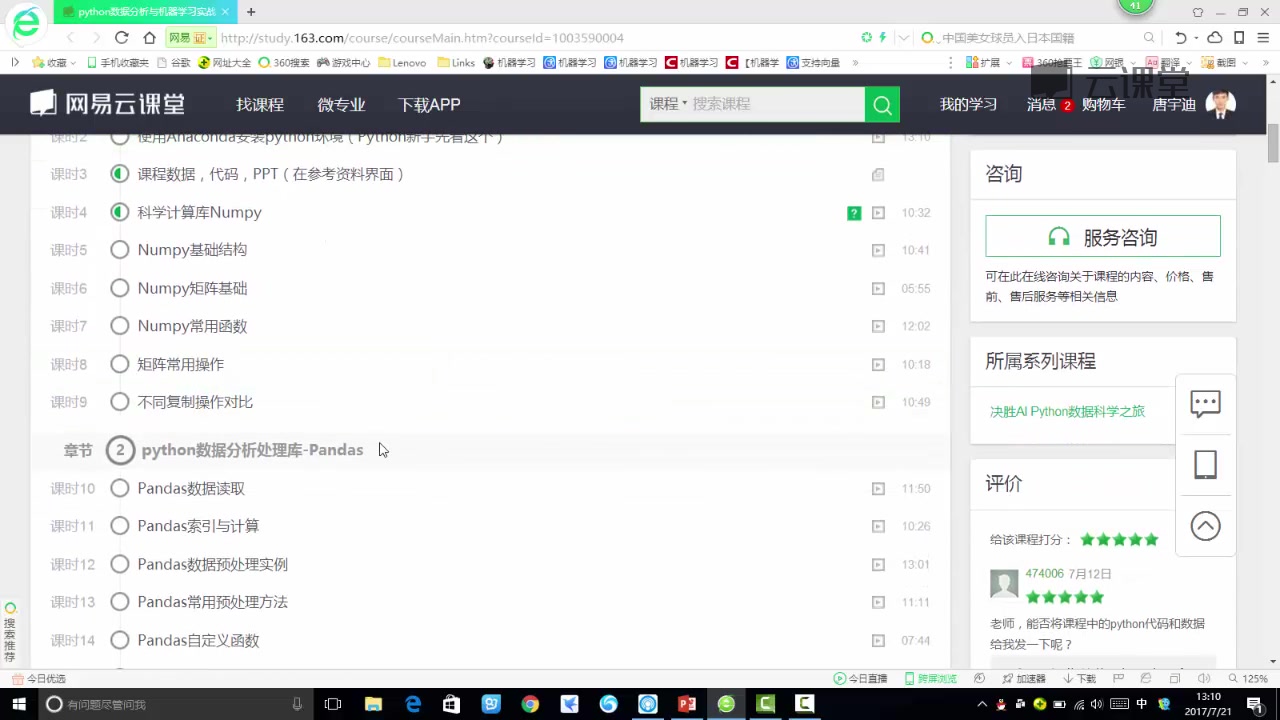 python数据分析与机器学习实战
41
网易 证
http://study.163.com/course/courseMain.htm?courseId=1003590004
中国美女球员入日本国籍
收藏 手机收藏夹 谷歌 网址大全 360搜索 游戏中心 Lenovo Links 机器学习 机器学习 机器学习 机器学习 【机器学 支持向量 » 扩展 网银 翻译 截图 »
云课堂
网易云课堂 找课程 微专业 下载APP 课程 搜索课程 我的学习 消息 2 购物车 唐宇迪
课时2 使用Anaconda安装python环境（Python新手先看这个） 13:10
课时3 课程数据，代码，PPT（在参考资料界面）
课时4 科学计算库Numpy ? 10:32
课时5 Numpy基础结构 10:41
课时6 Numpy矩阵基础 05:55
课时7 Numpy常用函数 12:02
课时8 矩阵常用操作 10:18
课时9 不同复制操作对比 10:49
章节 2 python数据分析处理库-Pandas
课时10 Pandas数据读取 11:50
课时11 Pandas索引与计算 10:26
课时12 Pandas数据预处理实例 13:01
课时13 Pandas常用预处理方法 11:11
课时14 Pandas自定义函数 07:44
咨询
服务咨询
可在此在线咨询关于课程的内容、价格、售
前、售后服务等相关信息
所属系列课程
决胜AI Python数据科学之旅
评价
给该课程打分：
474006 7月12日
老师，能否将课程中的python代码和数据
给我发一下呢？
搜索推荐
今日优选 今日直播 跨屏浏览 加速器 下载 125%
有问题尽管问我 中 13:10
2017/7/21